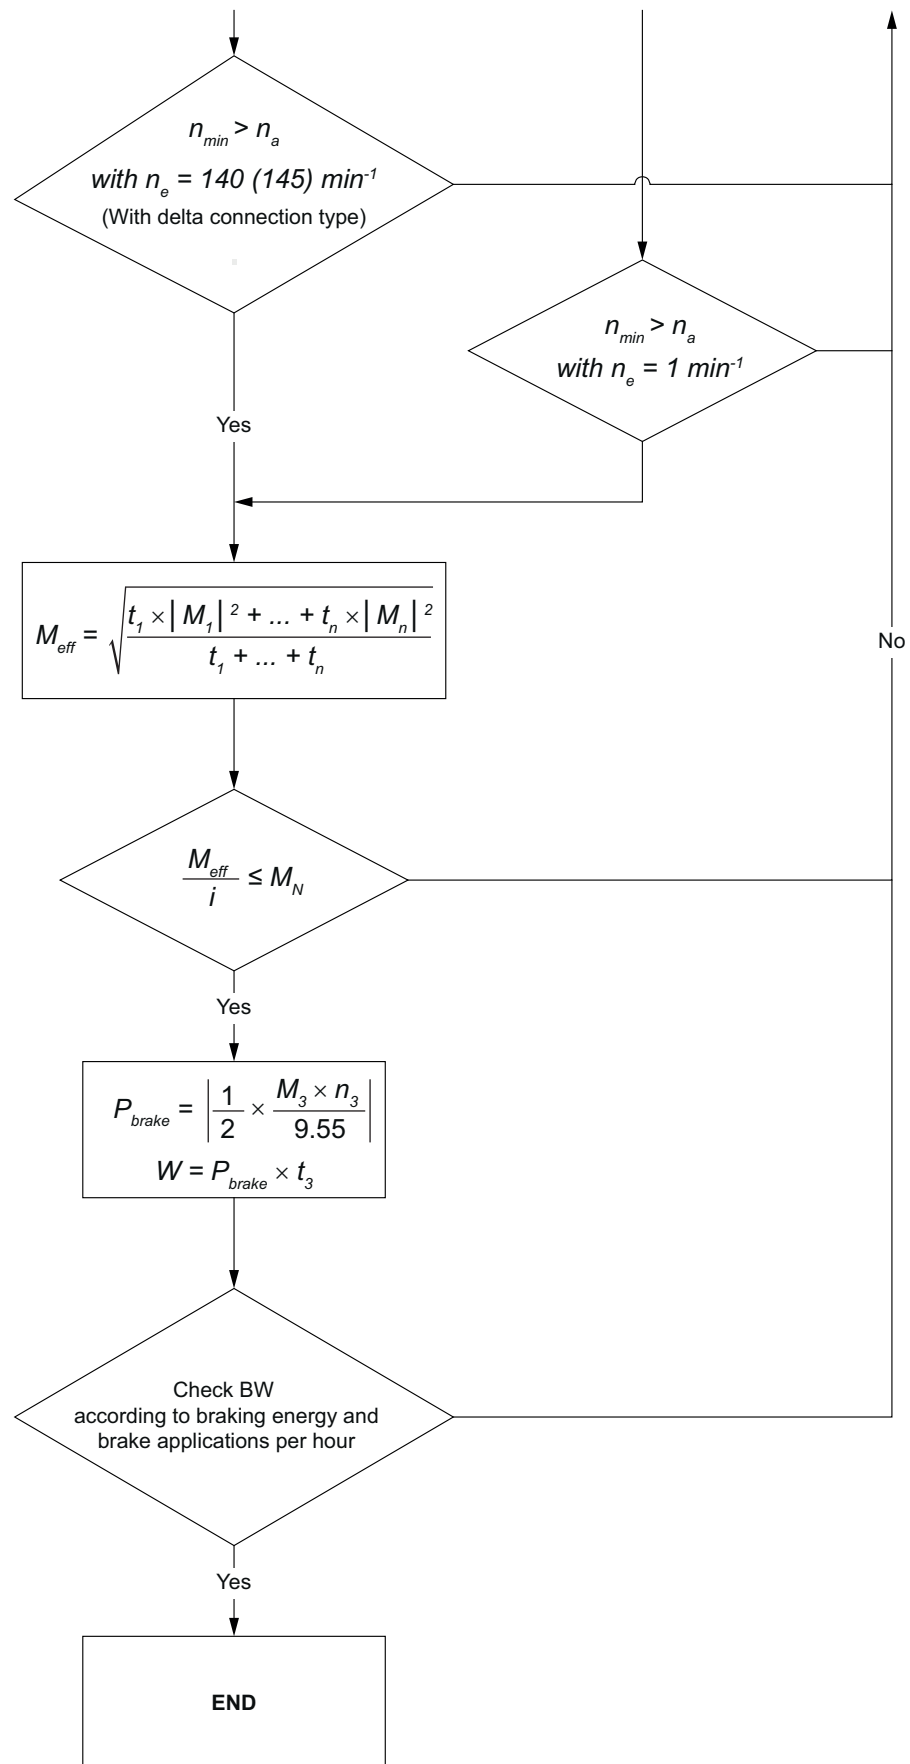 n_min > n_a
with n_e = 140 (145) min⁻¹
(With delta connection type)
n_min > n_a
with n_e = 1 min⁻¹
Yes
M_eff = √((t_1 × |M_1|² + ... + t_n × |M_n|²) / (t_1 + ... + t_n))
No
M_eff / i ≤ M_N
Yes
P_brake = |1/2 × (M_3 × n_3) / 9.55|
W = P_brake × t_3
Check BW
according to braking energy and
brake applications per hour
Yes
END